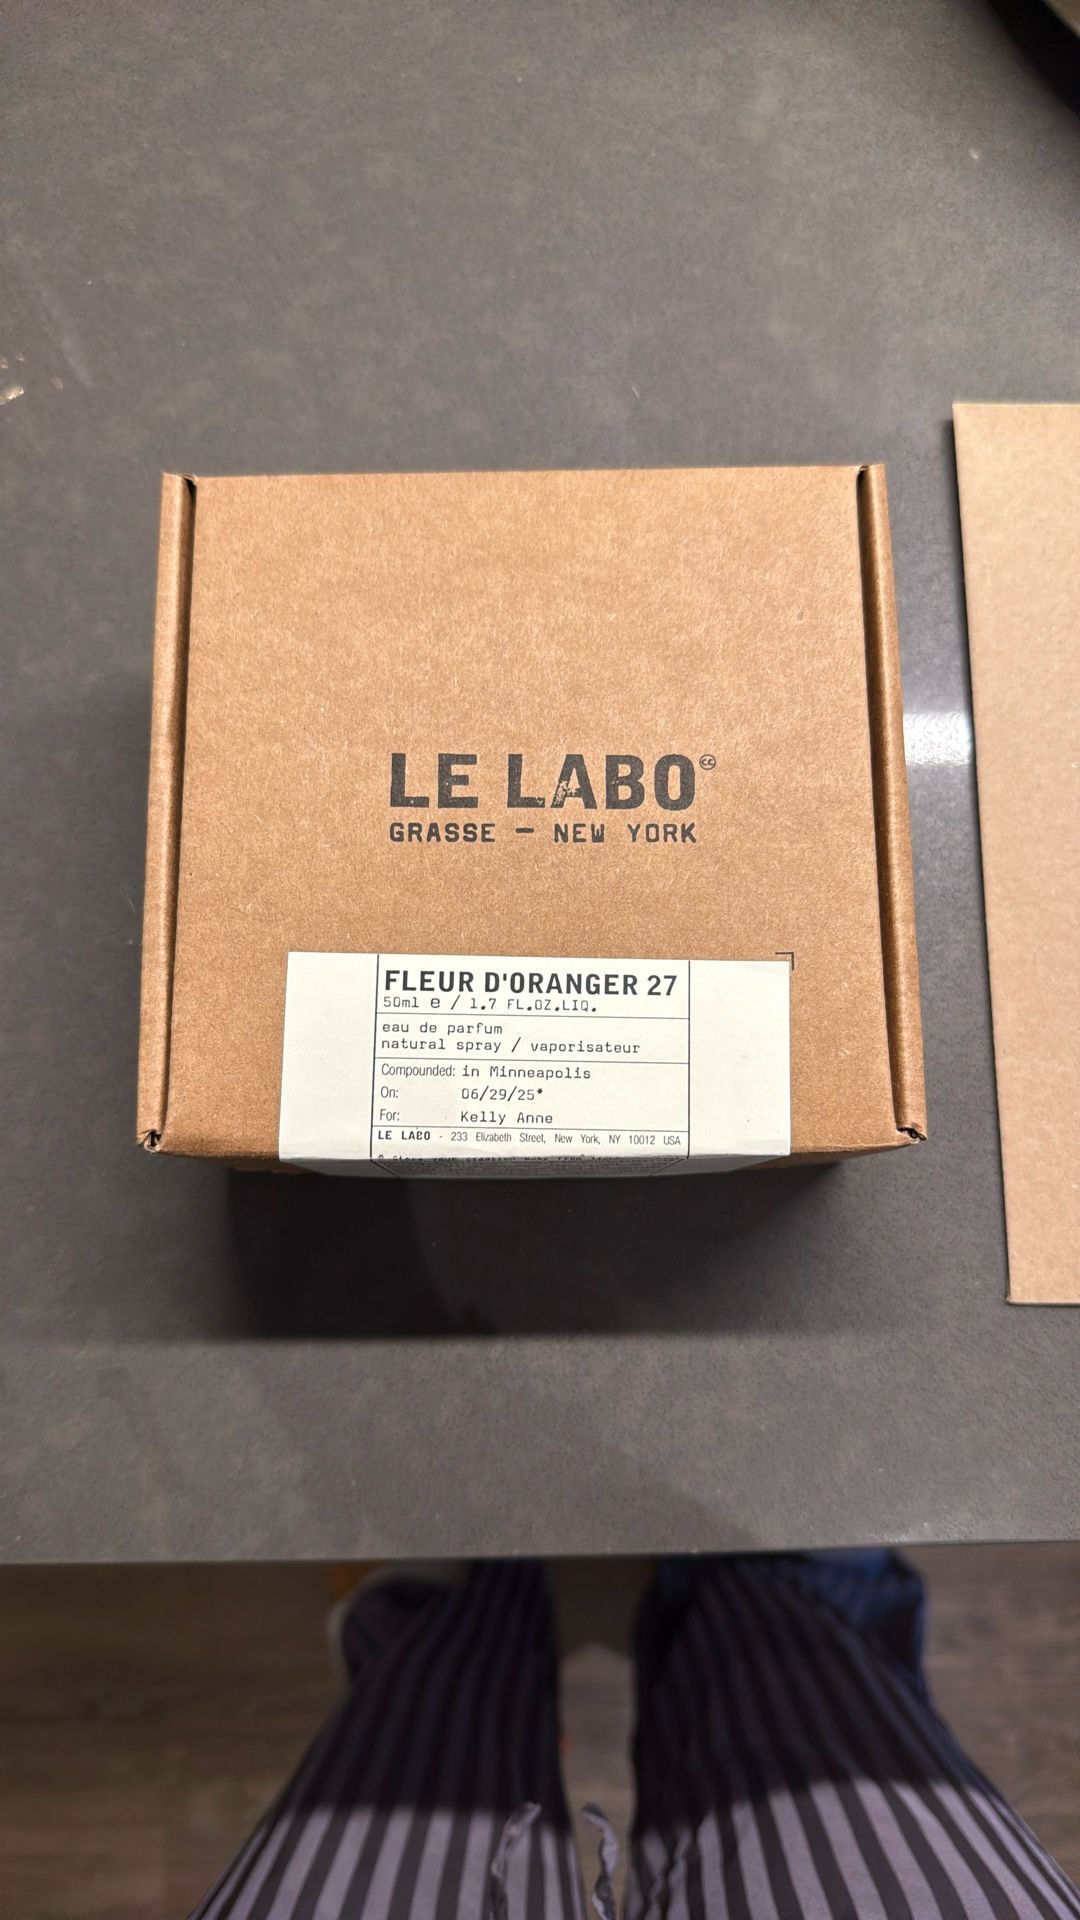 LE LABO
GRASSE – NEW YORK
FLEUR D'ORANGER 27
50ml e / 1.7 FL.OZ.LIQ.
eau de parfum
natural spray / vaporisateur
Compounded: in Minneapolis
On: 06/29/25*
For: Kelly Anne
LE LABO - 233 Elizabeth Street, New York, NY 10012 USA